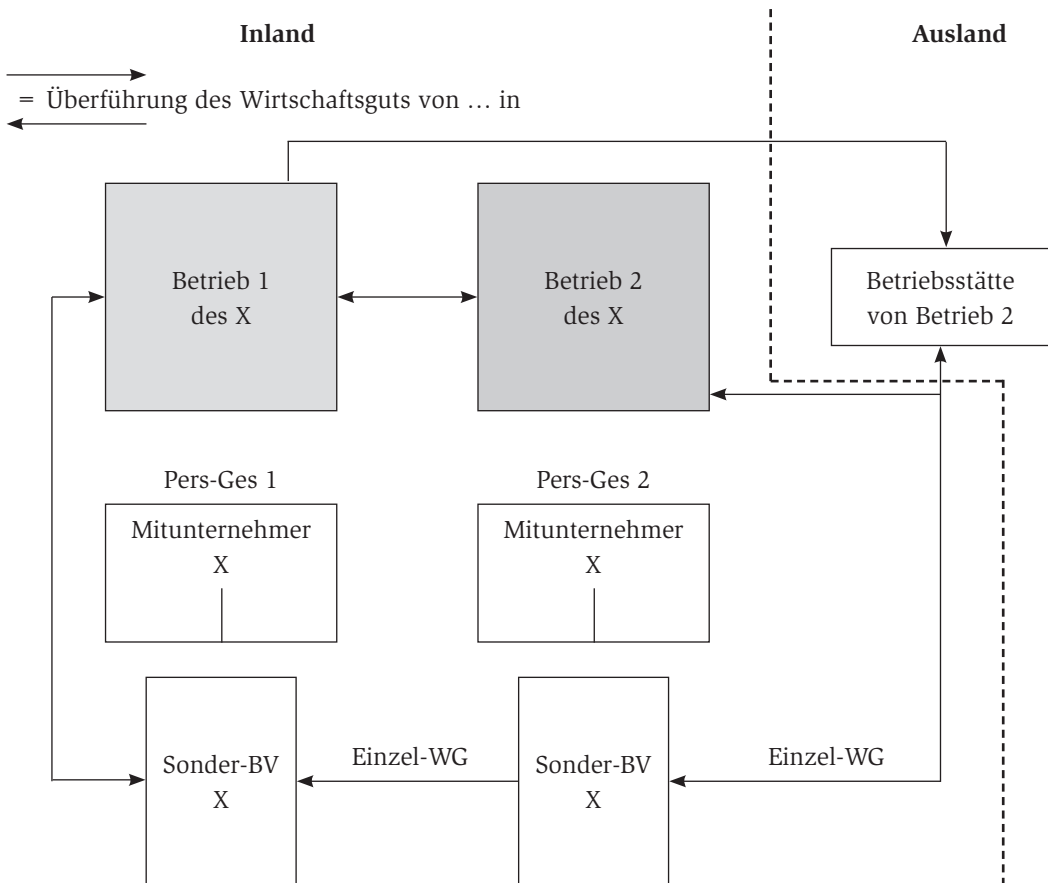 Inland
Ausland
= Überführung des Wirtschaftsguts von … in
Betrieb 1
des X
Betrieb 2
des X
Betriebsstätte
von Betrieb 2
Pers-Ges 1
Pers-Ges 2
Mitunternehmer
X
Mitunternehmer
X
Sonder-BV
X
Einzel-WG
Sonder-BV
X
Einzel-WG